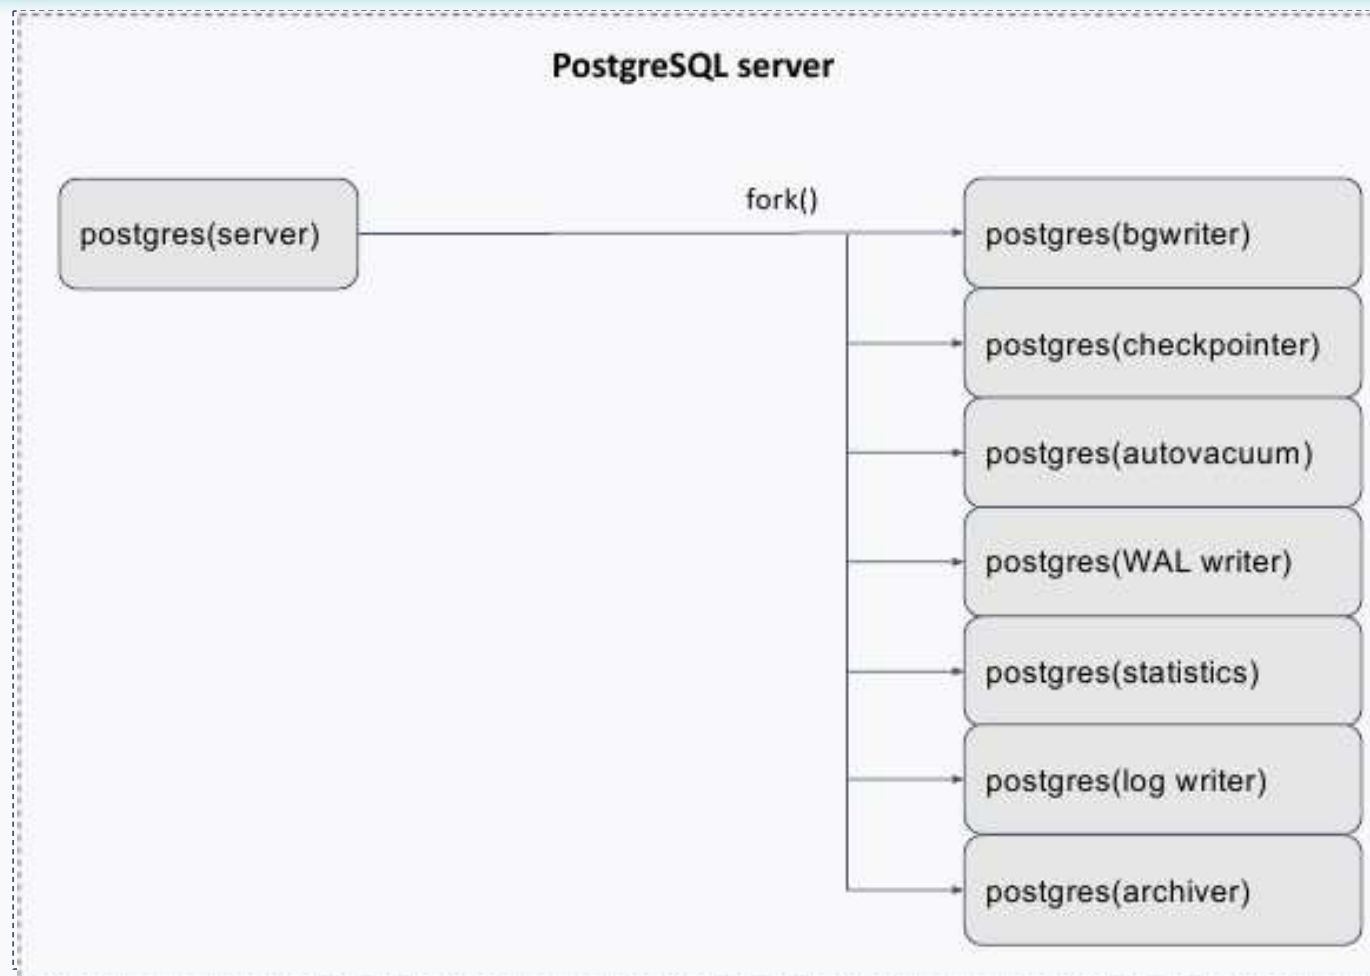 PostgreSQL server
fork()
postgres(server)
postgres(bgwriter)
postgres(checkpointer)
postgres(autovacuum)
postgres(WAL writer)
postgres(statistics)
postgres(log writer)
postgres(archiver)